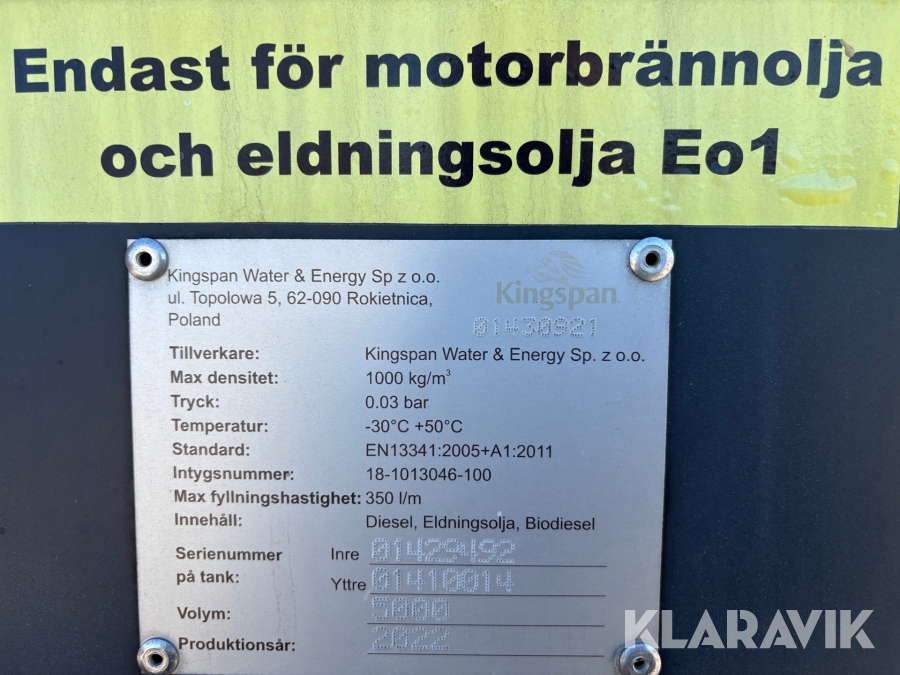 Endast för motorbrännolja
och eldningsolja Eo1
Kingspan Water & Energy Sp z o.o.
ul. Topolowa 5, 62-090 Rokietnica,
Poland
Kingspan
01430921
Tillverkare: Kingspan Water & Energy Sp. z o.o.
Max densitet: 1000 kg/m³
Tryck: 0.03 bar
Temperatur: -30°C +50°C
Standard: EN13341:2005+A1:2011
Intygsnummer: 18-1013046-100
Max fyllningshastighet: 350 l/m
Innehåll: Diesel, Eldningsolja, Biodiesel
Serienummer Inre 01429492
på tank: Yttre 01410014
Volym: 5000
Produktionsår: 2022
KLARAVIK